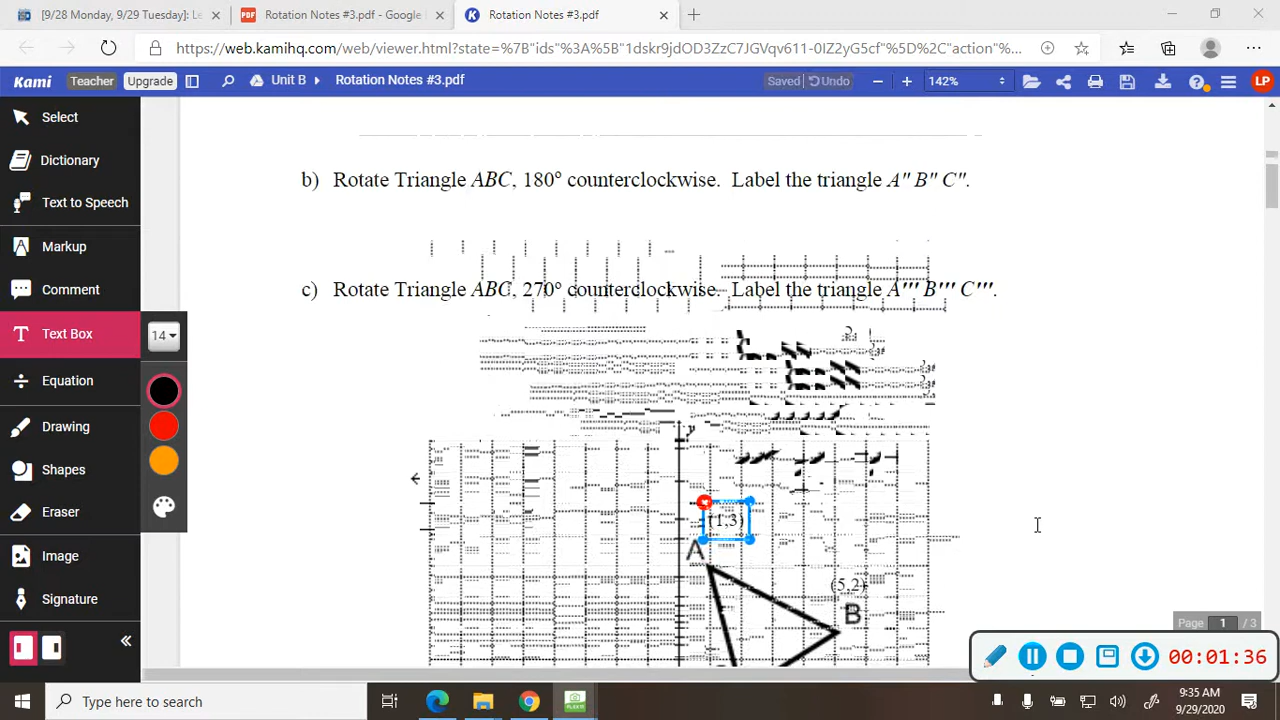 [9/28 Monday, 9/29 Tuesday]: Le
Rotation Notes #3.pdf - Google
Rotation Notes #3.pdf
https://web.kamihq.com/web/viewer.html?state=%7B"ids"%3A%5B"1dskr9jdOD3ZzC7JGVqv611-0IZ2yG5cf"%5D%2C"action"%...
Kami Teacher Upgrade Unit B Rotation Notes #3.pdf Saved Undo 142% LP
Select
Dictionary
Text to Speech
Markup
Comment
Text Box
14
Equation
Drawing
Shapes
Eraser
Image
Signature
b) Rotate Triangle ABC, 180° counterclockwise. Label the triangle A" B" C".
c) Rotate Triangle ABC, 270° counterclockwise. Label the triangle A''' B''' C'''.
y
(1,3)
A
(5,2)
B
Page 1 / 3
00:01:36
Type here to search
9:35 AM
9/29/2020